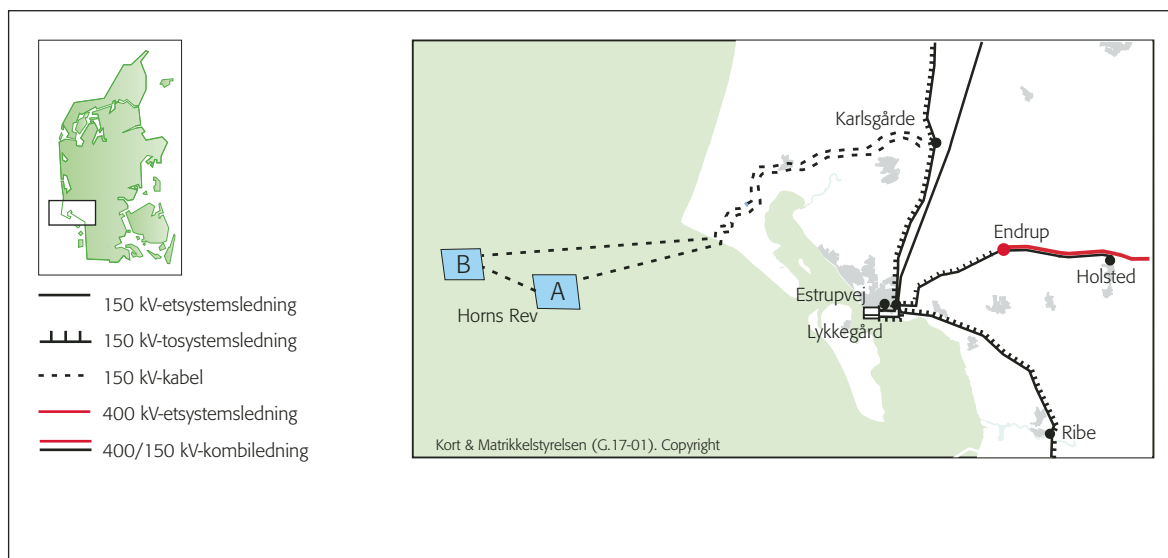 150 kV-etsystemsledning
150 kV-tosystemsledning
150 kV-kabel
400 kV-etsystemsledning
400/150 kV-kombiledning
Karlsgårde
Endrup
Holsted
B
A
Horns Rev
Estrupvej
Lykkegård
Ribe
Kort & Matrikkelstyrelsen (G.17-01). Copyright